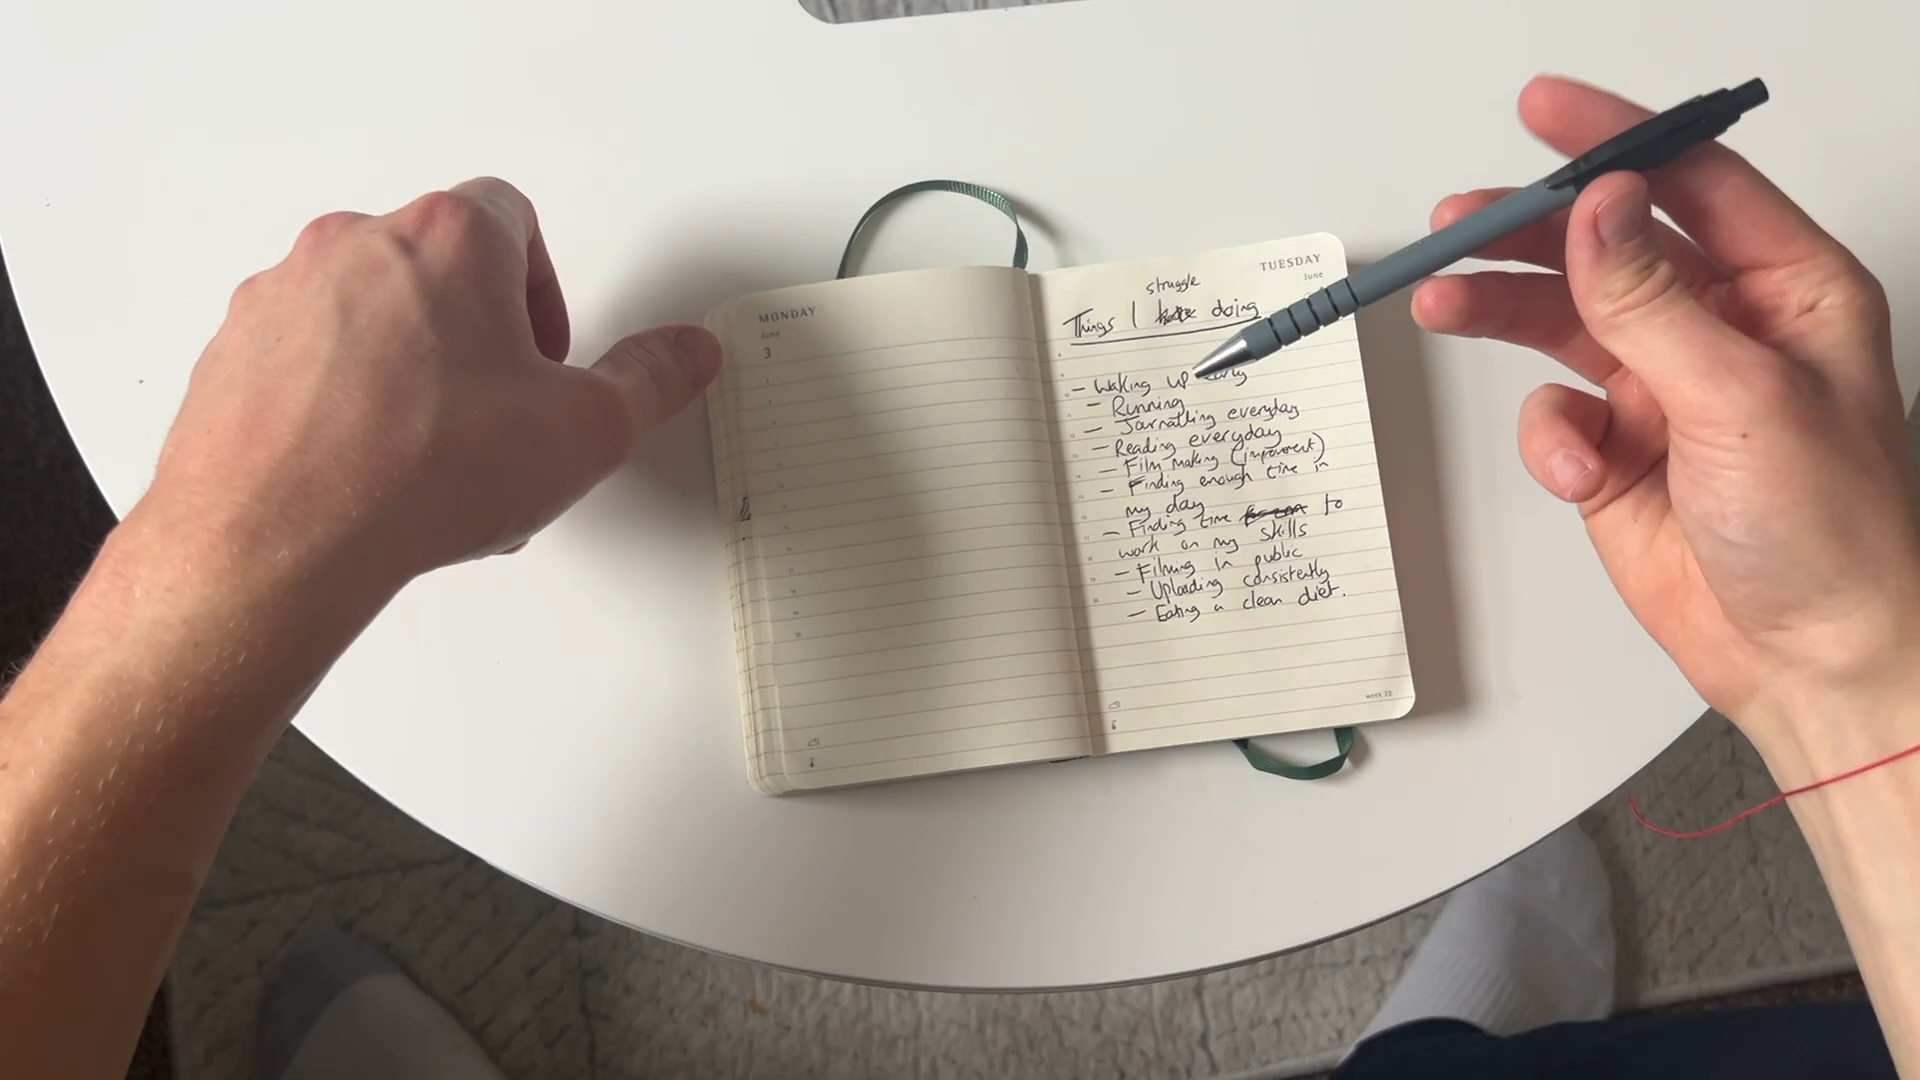 MONDAY
June
3
TUESDAY
June
struggle
Things I hate doing
- Waking up early
- Running
- Journalling everyday
- Reading everyday
- Film making (improvement)
- Finding enough time in
my day
- Finding time to
work on my skills
- Filming in public
- Uploading consistently
- Eating a clean diet.
week 23